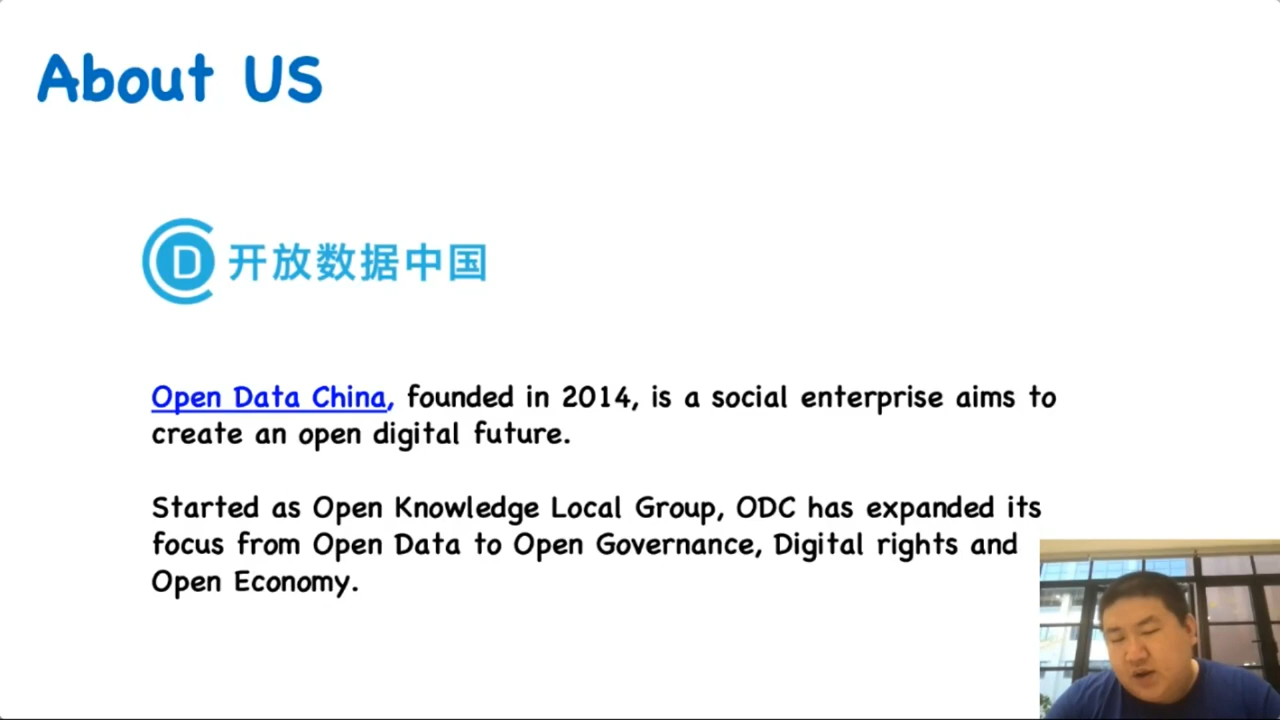 About US
D 开放数据中国
Open Data China, founded in 2014, is a social enterprise aims to
create an open digital future.
Started as Open Knowledge Local Group, ODC has expanded its
focus from Open Data to Open Governance, Digital rights and
Open Economy.